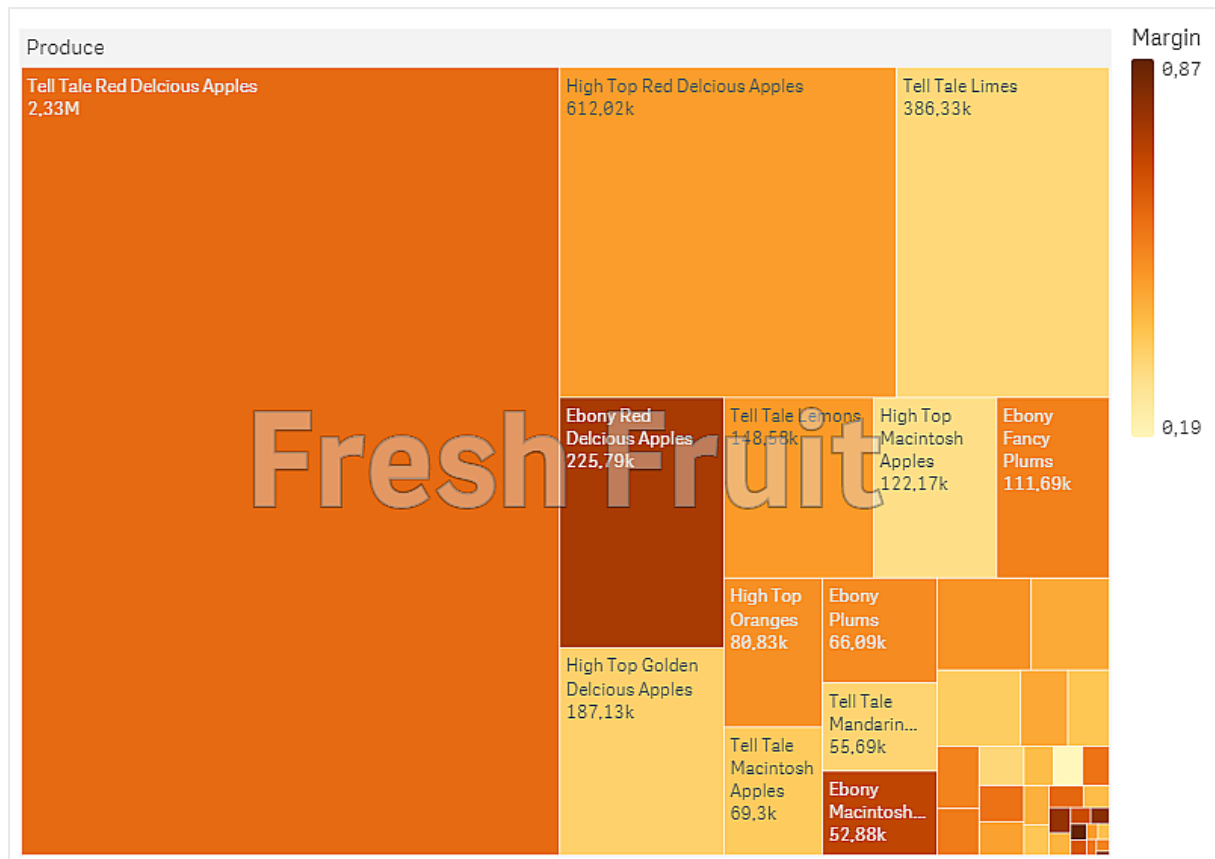 Produce
Margin
0,87
0,19
Tell Tale Red Delcious Apples
2,33M
High Top Red Delcious Apples
612,02k
Tell Tale Limes
386,33k
Ebony Red
Delcious Apples
225,79k
Tell Tale Lemons
148,58k
High Top
Macintosh
Apples
122,17k
Ebony
Fancy
Plums
111,69k
Fresh Fruit
High Top Golden
Delcious Apples
187,13k
High Top
Oranges
80,83k
Ebony
Plums
66,09k
Tell Tale
Macintosh
Apples
69,3k
Tell Tale
Mandarin...
55,69k
Ebony
Macintosh...
52,88k